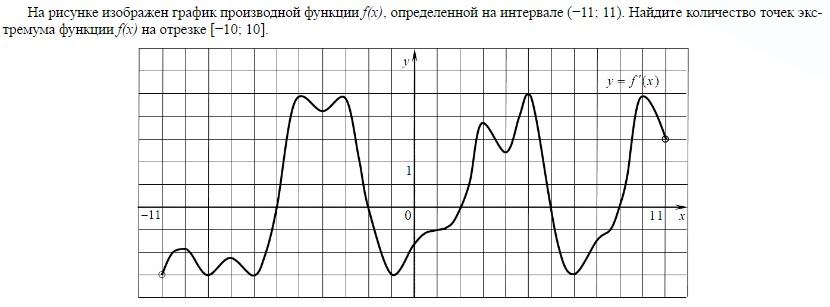 На рисунке изображен график производной функции f(x), определенной на интервале (−11; 11). Найдите количество точек экс-
тремума функции f(x) на отрезке [−10; 10].
y
y = f′(x)
1
−11
0
11
x